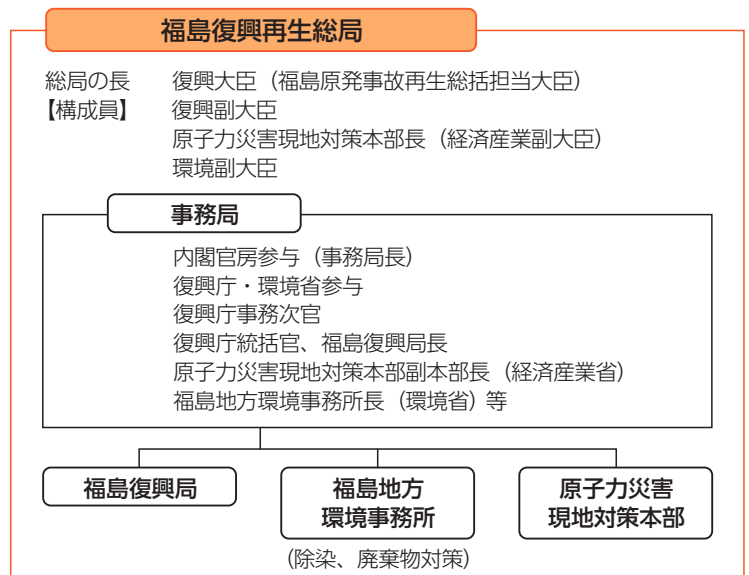 福島復興再生総局
総局の長 復興大臣（福島原発事故再生総括担当大臣）
【構成員】 復興副大臣
原子力災害現地対策本部長（経済産業副大臣）
環境副大臣
事務局
内閣官房参与（事務局長）
復興庁・環境省参与
復興庁事務次官
復興庁統括官、福島復興局長
原子力災害現地対策本部副本部長（経済産業省）
福島地方環境事務所長（環境省）等
福島復興局
福島地方
環境事務所
原子力災害
現地対策本部
（除染、廃棄物対策）